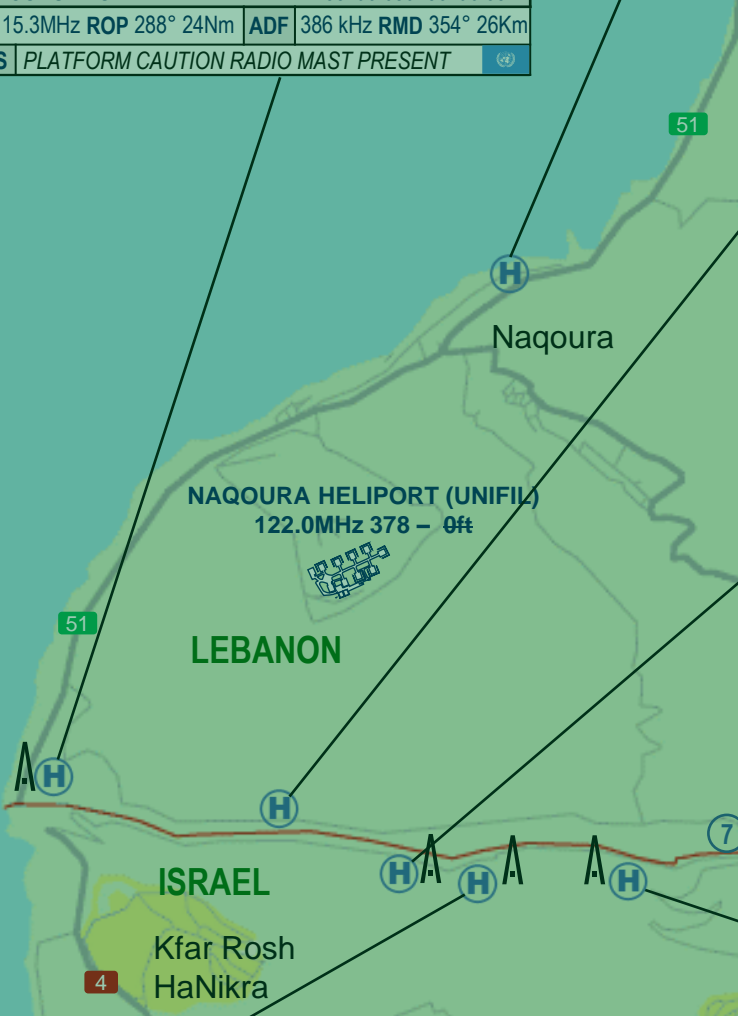 15.3MHz ROP 288° 24Nm ADF 386 kHz RMD 354° 26Km
S PLATFORM CAUTION RADIO MAST PRESENT
51
H
Naqoura
NAQOURA HELIPORT (UNIFIL)
122.0MHz 378 – 0ft
51
LEBANON
H
H
7
H
H
H
ISRAEL
Kfar Rosh
HaNikra
4